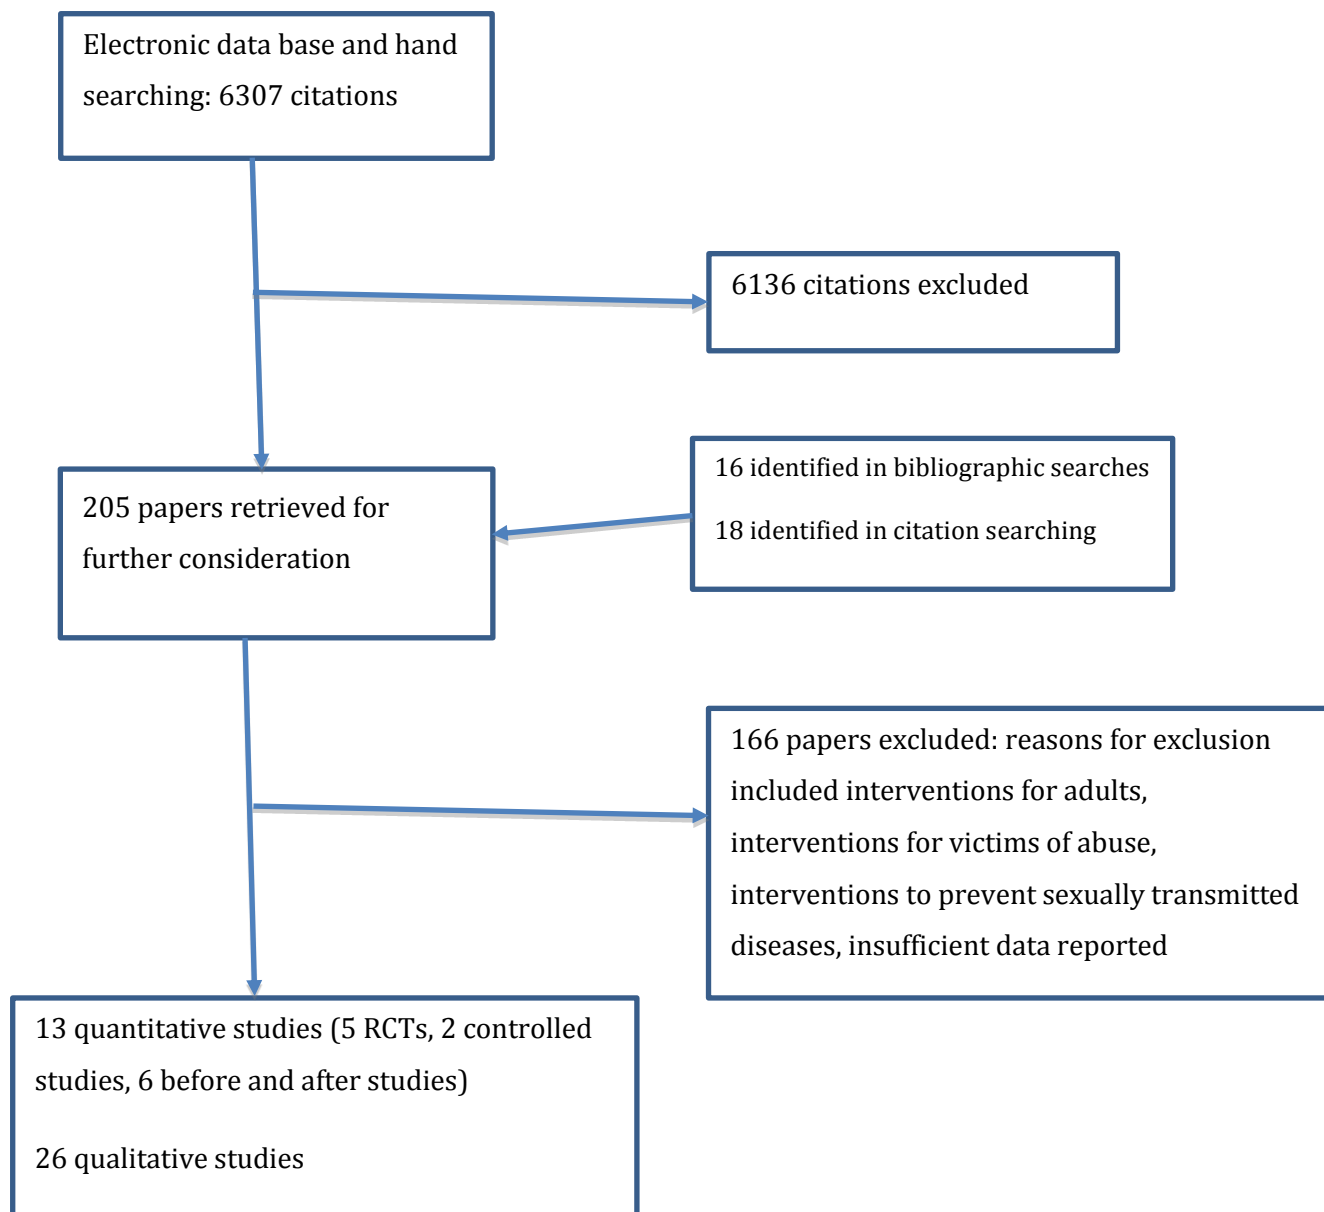 Electronic data base and hand
searching: 6307 citations
6136 citations excluded
16 identified in bibliographic searches
18 identified in citation searching
205 papers retrieved for
further consideration
166 papers excluded: reasons for exclusion
included interventions for adults,
interventions for victims of abuse,
interventions to prevent sexually transmitted
diseases, insufficient data reported
13 quantitative studies (5 RCTs, 2 controlled
studies, 6 before and after studies)
26 qualitative studies